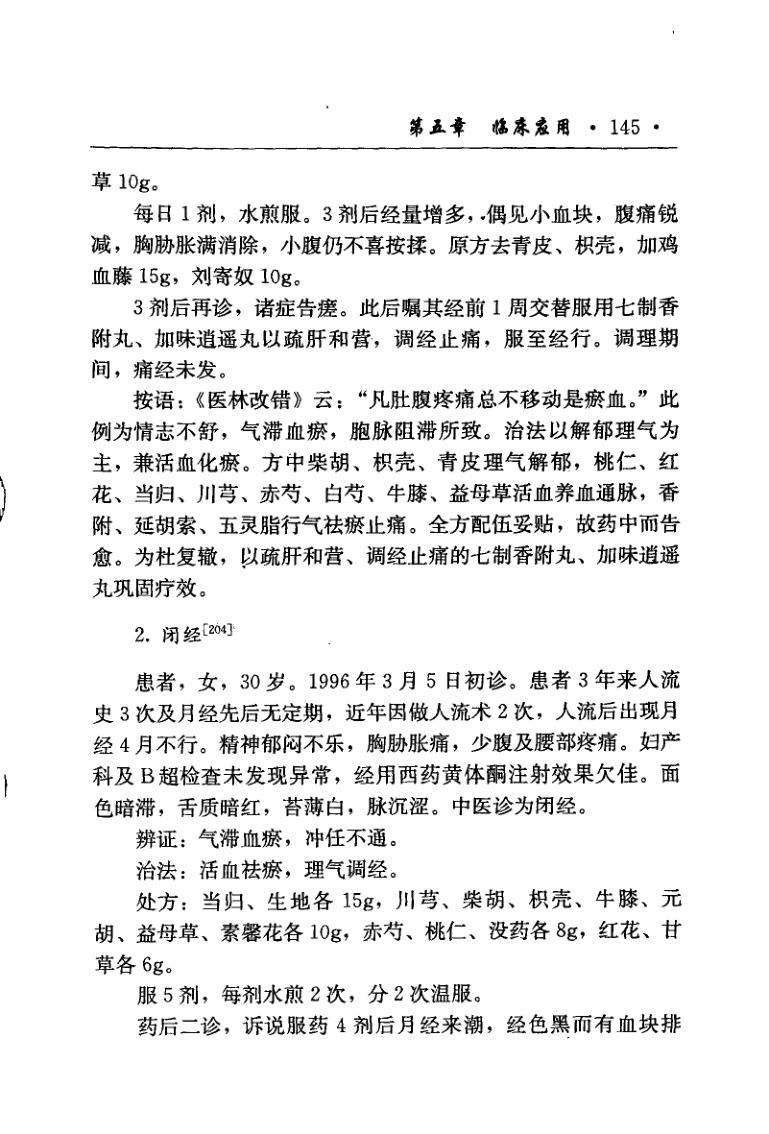 第五章 临床应用 · 145 ·
草 10g。
每日 1 剂，水煎服。3 剂后经量增多，偶见小血块，腹痛锐
减，胸胁胀满消除，小腹仍不喜按揉。原方去青皮、枳壳，加鸡
血藤 15g，刘寄奴 10g。
3 剂后再诊，诸症告瘥。此后嘱其经前 1 周交替服用七制香
附丸、加味逍遥丸以疏肝和营，调经止痛，服至经行。调理期
间，痛经未发。
按语：《医林改错》云：“凡肚腹疼痛总不移动是瘀血。”此
例为情志不舒，气滞血瘀，胞脉阻滞所致。治法以解郁理气为
主，兼活血化瘀。方中柴胡、枳壳、青皮理气解郁，桃仁、红
花、当归、川芎、赤芍、白芍、牛膝、益母草活血养血通脉，香
附、延胡索、五灵脂行气祛瘀止痛。全方配伍妥贴，故药中而告
愈。为杜复辙，以疏肝和营、调经止痛的七制香附丸、加味逍遥
丸巩固疗效。
2. 闭经[204]
患者，女，30 岁。1996 年 3 月 5 日初诊。患者 3 年来人流
史 3 次及月经先后无定期，近年因做人流术 2 次，人流后出现月
经 4 月不行。精神郁闷不乐，胸胁胀痛，少腹及腰部疼痛。妇产
科及 B 超检查未发现异常，经用西药黄体酮注射效果欠佳。面
色暗滞，舌质暗红，苔薄白，脉沉涩。中医诊为闭经。
辨证：气滞血瘀，冲任不通。
治法：活血祛瘀，理气调经。
处方：当归、生地各 15g，川芎、柴胡、枳壳、牛膝、元
胡、益母草、素馨花各 10g，赤芍、桃仁、没药各 8g，红花、甘
草各 6g。
服 5 剂，每剂水煎 2 次，分 2 次温服。
药后二诊，诉说服药 4 剂后月经来潮，经色黑而有血块排